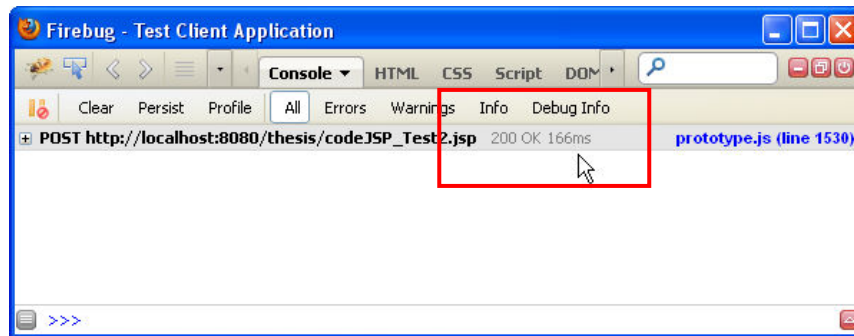 Firebug - Test Client Application
Console HTML CSS Script DOM
Clear Persist Profile All Errors Warnings Info Debug Info
POST http://localhost:8080/thesis/codeJSP_Test2.jsp 200 OK 166ms prototype.js (line 1530)
>>>